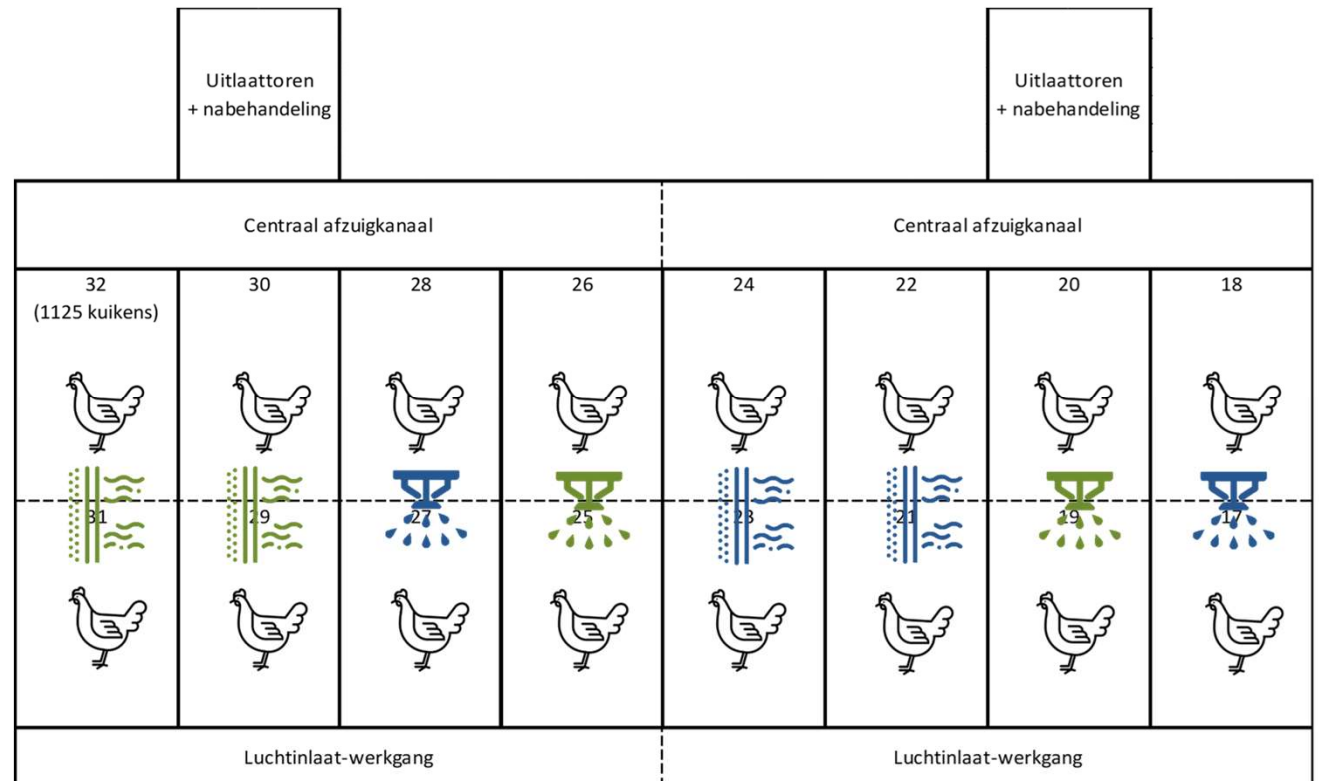 Uitlaattoren
+ nabehandeling
Uitlaattoren
+ nabehandeling
Centraal afzuigkanaal
Centraal afzuigkanaal
32
(1125 kuikens)
30
28
26
24
22
20
18
31
29
27
25
23
21
19
17
Luchtinlaat-werkgang
Luchtinlaat-werkgang